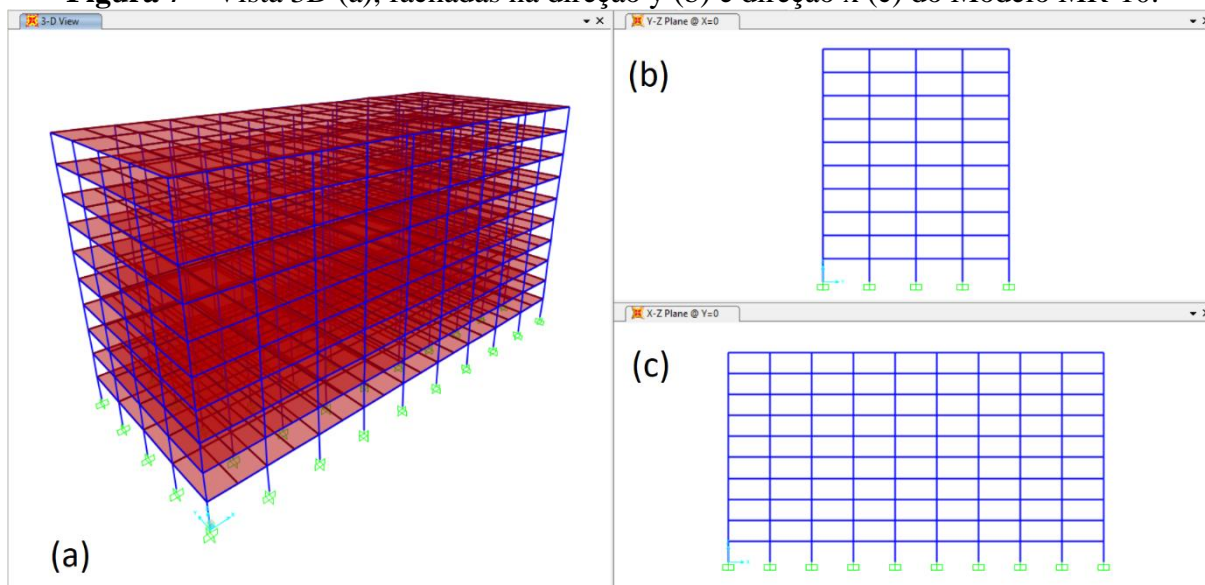 Figura 7 – Vista 3D (a), fachadas na direção y (b) e direção x (c) do Modelo MR-10.
3-D View
Y-Z Plane @ X=0
(b)
X-Z Plane @ Y=0
(c)
(a)